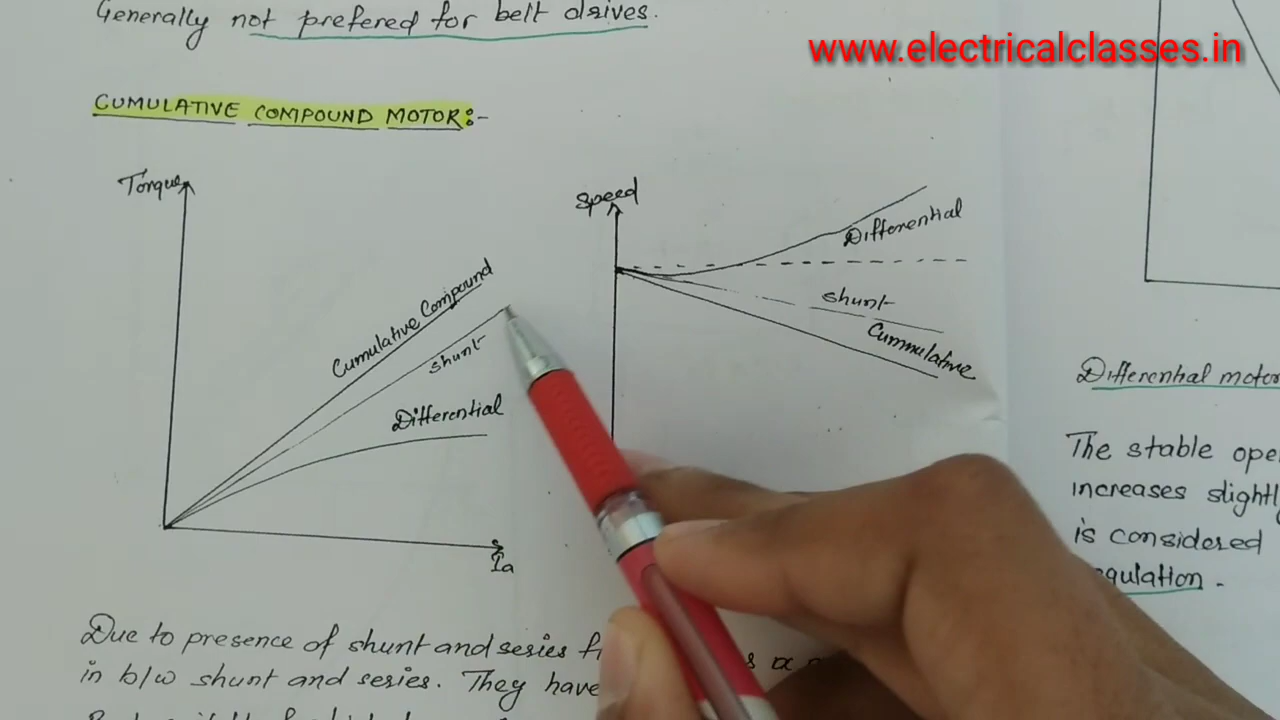 Generally not prefered for belt drives.
www.electricalclasses.in
CUMULATIVE COMPOUND MOTOR:-
Torque
Cumulative Compound
shunt
Differential
Ia
Speed
Differential
shunt
Cummulative
Due to presence of shunt and series
in b/w shunt and series. They have
Differential motor
The stable
increases
is considered